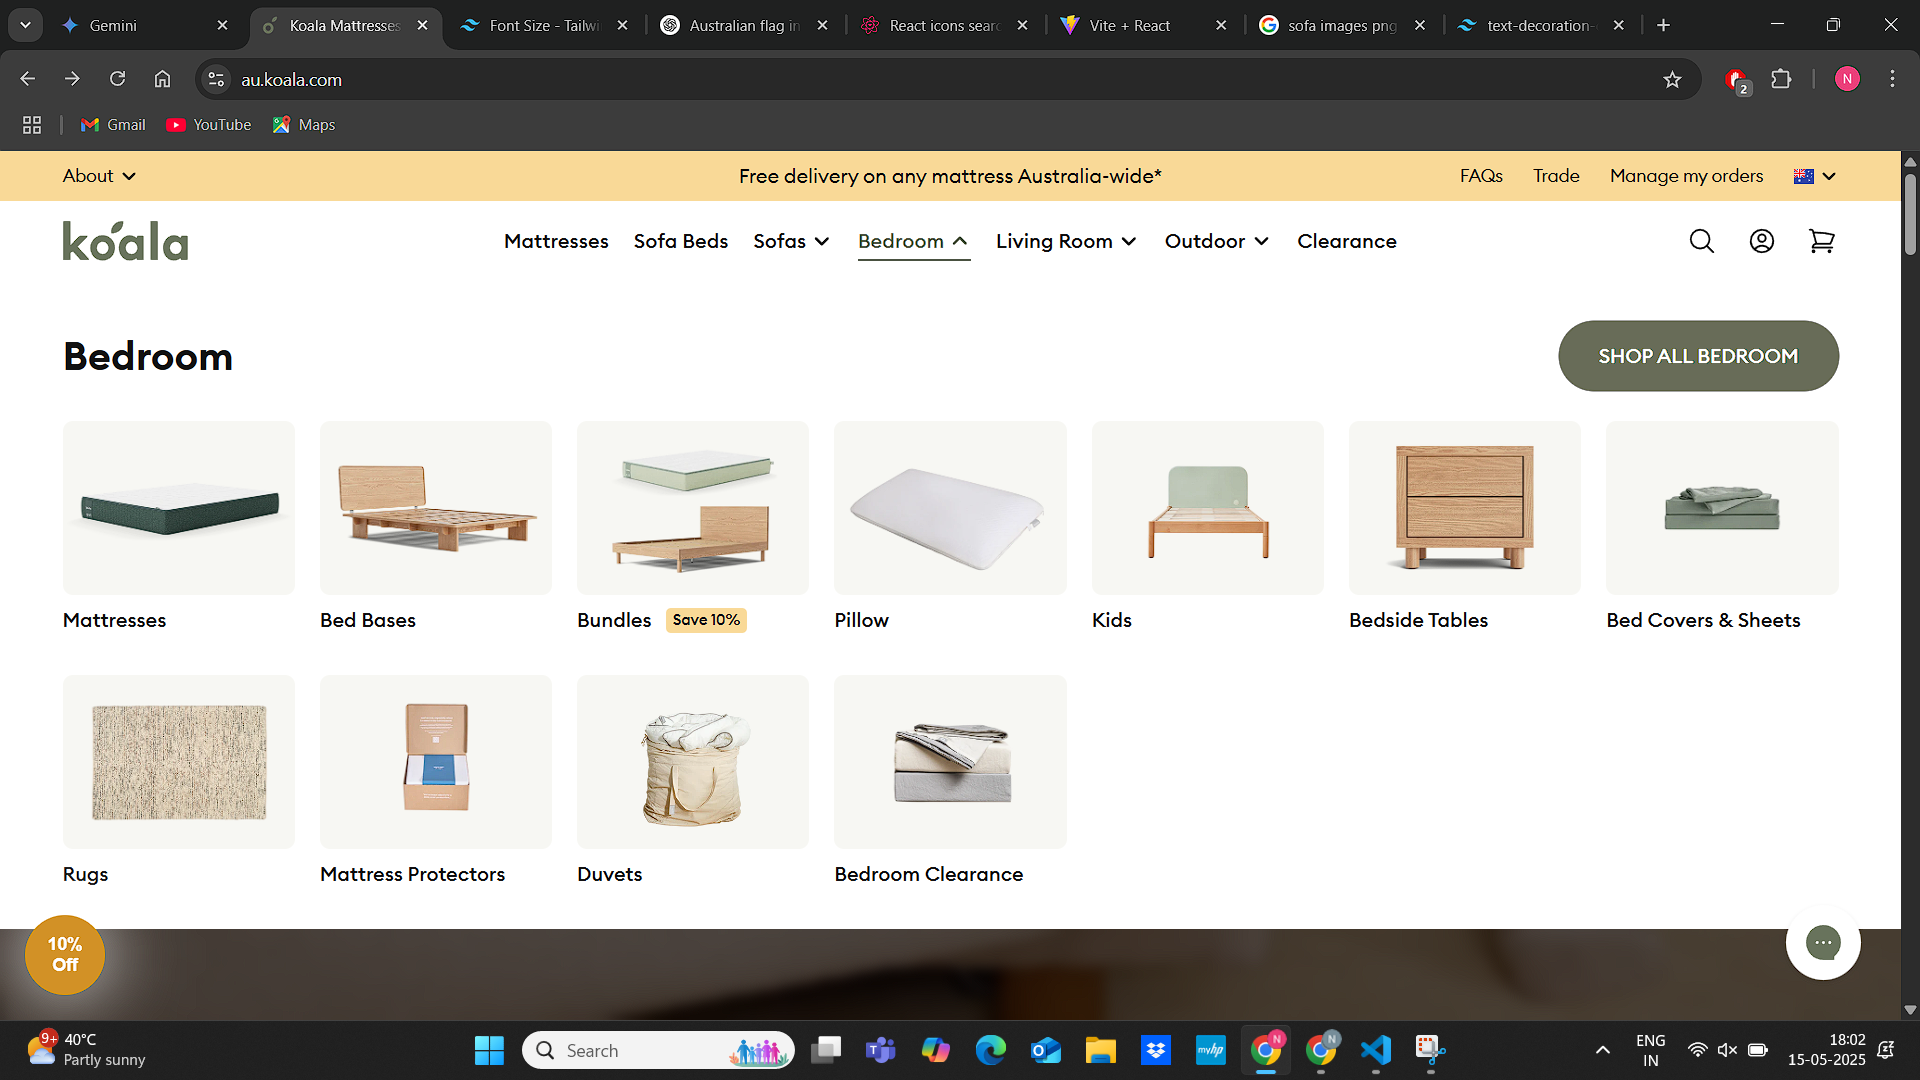 Gemini
Koala Mattresses
Font Size - Tailwi
Australian flag in
React icons searc
Vite + React
sofa images png
text-decoration-
au.koala.com
2
N
Gmail
YouTube
Maps
About
Free delivery on any mattress Australia-wide*
FAQs
Trade
Manage my orders
koala
Mattresses
Sofa Beds
Sofas
Bedroom
Living Room
Outdoor
Clearance
Bedroom
SHOP ALL BEDROOM
Mattresses
Bed Bases
Bundles
Save 10%
Pillow
Kids
Bedside Tables
Bed Covers & Sheets
Rugs
Mattress Protectors
Duvets
Bedroom Clearance
10%
Off
9+
40°C
Partly sunny
Search
myhp
N
N
ENG
IN
18:02
15-05-2025